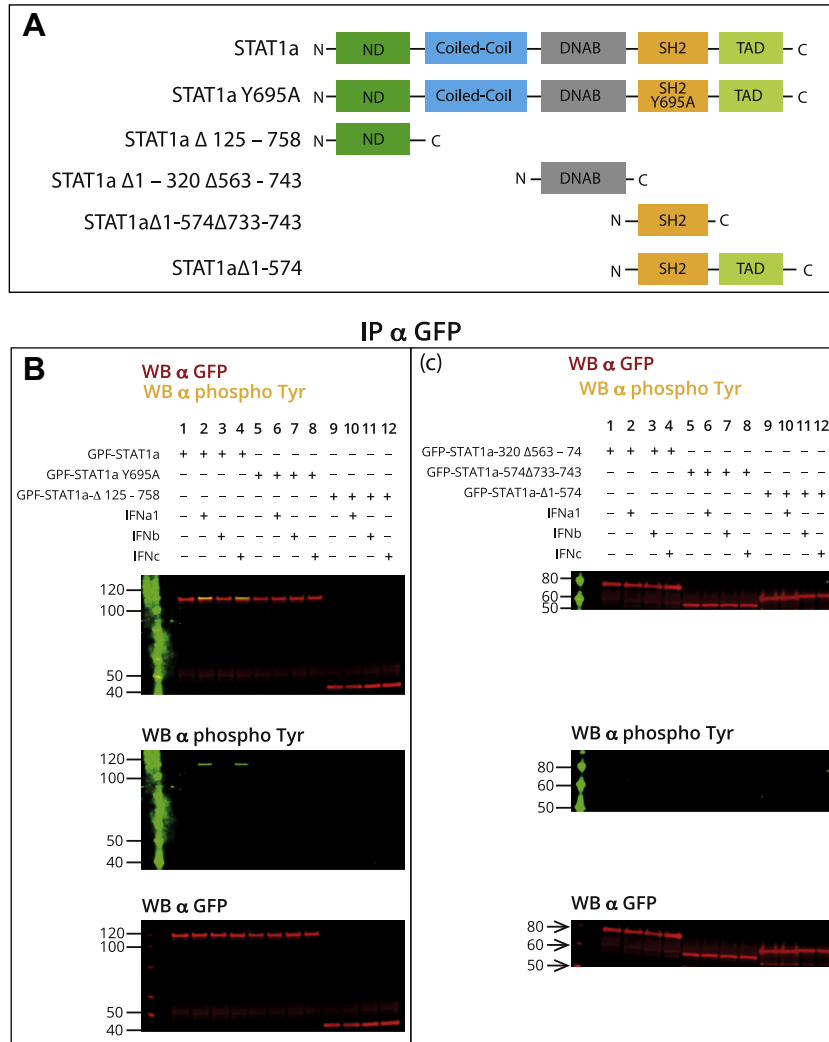 A
STAT1a N ND Coiled-Coil DNAB SH2 TAD C
STAT1a Y695A N ND Coiled-Coil DNAB SH2 Y695A TAD C
STAT1a Δ 125 – 758 N ND C
STAT1a Δ1 – 320 Δ563 - 743 N DNAB C
STAT1aΔ1-574Δ733-743 N SH2 C
STAT1aΔ1-574 N SH2 TAD C
IP α GFP
B
WB α GFP
WB α phospho Tyr
1 2 3 4 5 6 7 8 9 10 11 12
GPF-STAT1a + + + + – – – – – – – –
GPF-STAT1a Y695A – – – – + + + + – – – –
GPF-STAT1a-Δ 125 - 758 – – – – – – – – + + + +
IFNa1 – + – – – + – – – + – –
IFNb – – + – – – + – – – + –
IFNc – – – + – – – + – – – +
120
100
50
40
WB α phospho Tyr
120
100
50
40
WB α GFP
120
100
50
40
(c)
WB α GFP
WB α phospho Tyr
1 2 3 4 5 6 7 8 9 10 11 12
GFP-STAT1a-320 Δ563 – 74 + + + + – – – – – – – –
GFP-STAT1a-574Δ733-743 – – – – + + + + – – – –
GFP-STAT1a-Δ1-574 – – – – – – – – + + + +
IFNa1 – + – – – + – – – + – –
IFNb – – + – – – + – – – + –
IFNc – – – + – – – + – – – +
80
60
50
WB α phospho Tyr
80
60
50
WB α GFP
80
60
50